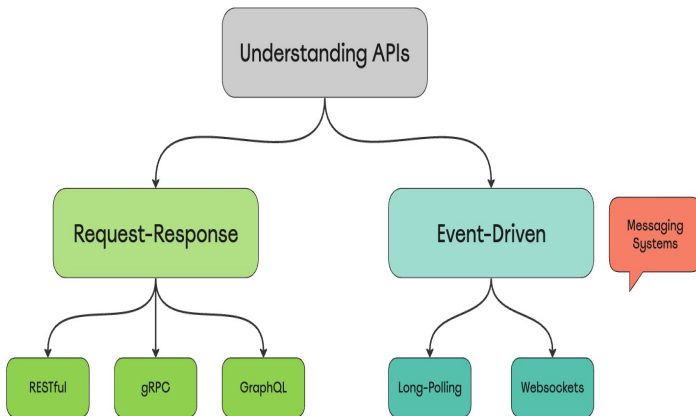 Understanding APIs
Request-Response
Event-Driven
Messaging
Systems
RESTful
gRPC
GraphQL
Long-Polling
Websockets